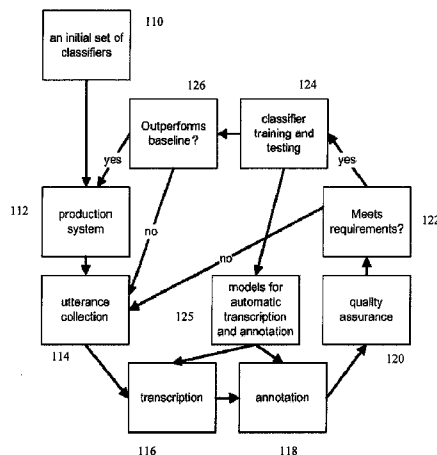 110
an initial set of
classifiers
126
124
Outperforms
baseline?
classifier
training and
testing
yes
yes
112
production
system
Meets
requirements?
122
no
no
utterance
collection
models for
automatic
transcription
and annotation
quality
assurance
125
114
120
transcription
annotation
116
118